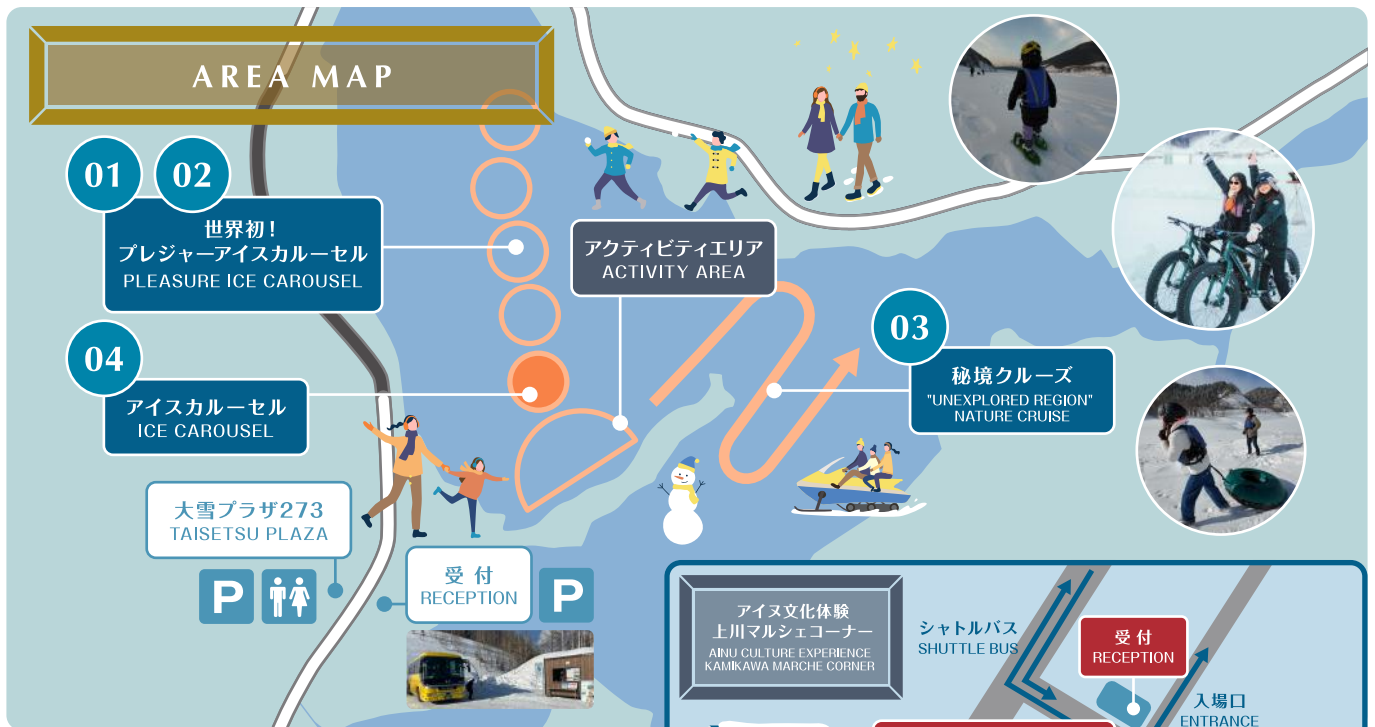 AREA MAP
01
02
世界初！
プレジャーアイスカルーセル
PLEASURE ICE CAROUSEL
アクティビティエリア
ACTIVITY AREA
03
秘境クルーズ
"UNEXPLORED REGION"
NATURE CRUISE
04
アイスカルーセル
ICE CAROUSEL
大雪プラザ273
TAISETSU PLAZA
P
受付
RECEPTION
P
アイヌ文化体験
上川マルシェコーナー
AINU CULTURE EXPERIENCE
KAMIKAWA MARCHE CORNER
シャトルバス
SHUTTLE BUS
受付
RECEPTION
入場口
ENTRANCE